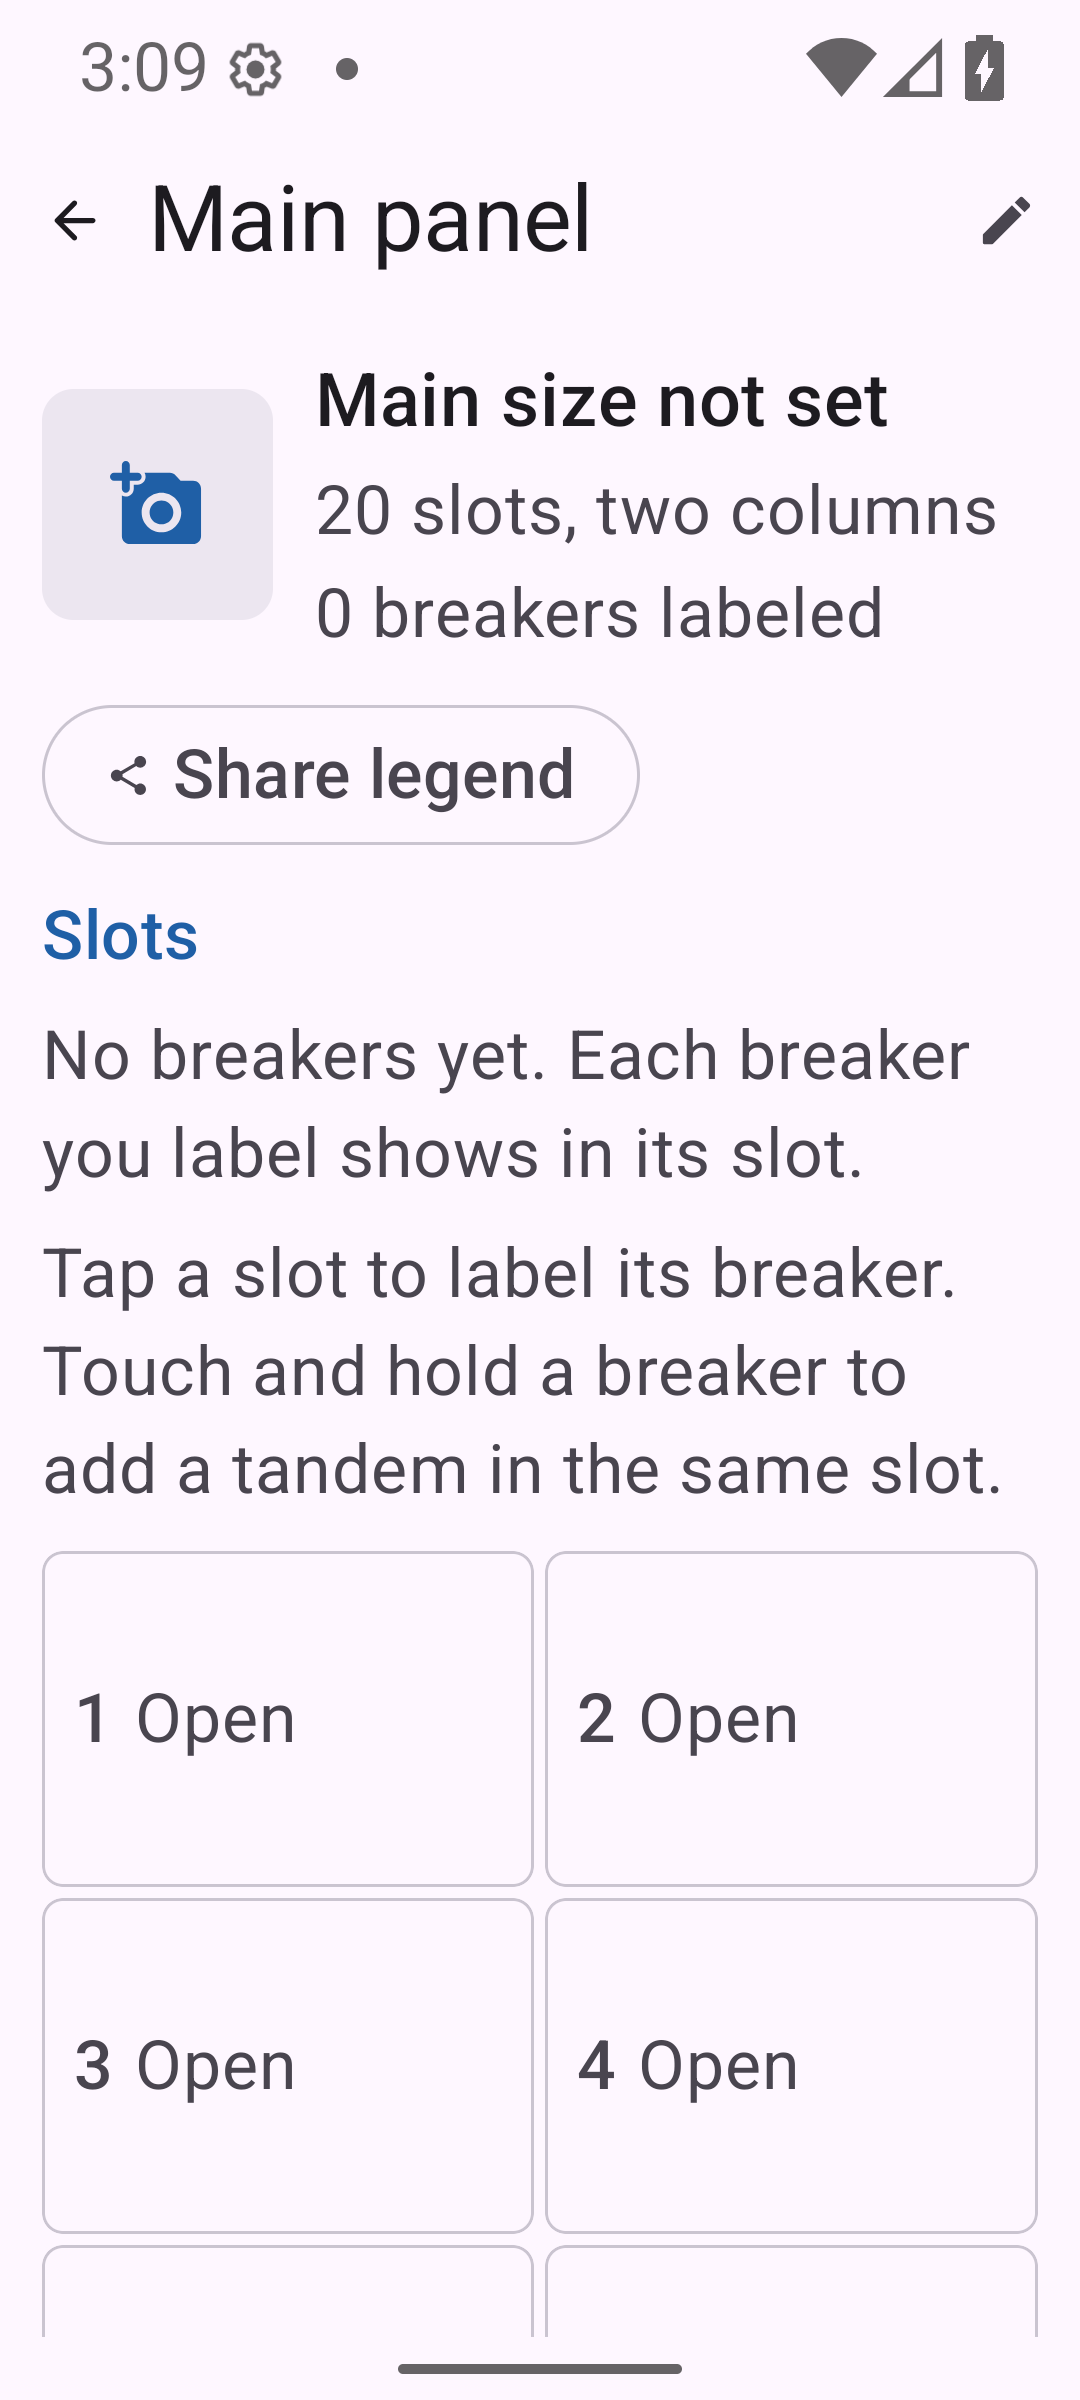 3:09
Main panel
Main size not set
20 slots, two columns
0 breakers labeled
Share legend
Slots
No breakers yet. Each breaker
you label shows in its slot.
Tap a slot to label its breaker.
Touch and hold a breaker to
add a tandem in the same slot.
1 Open
2 Open
3 Open
4 Open